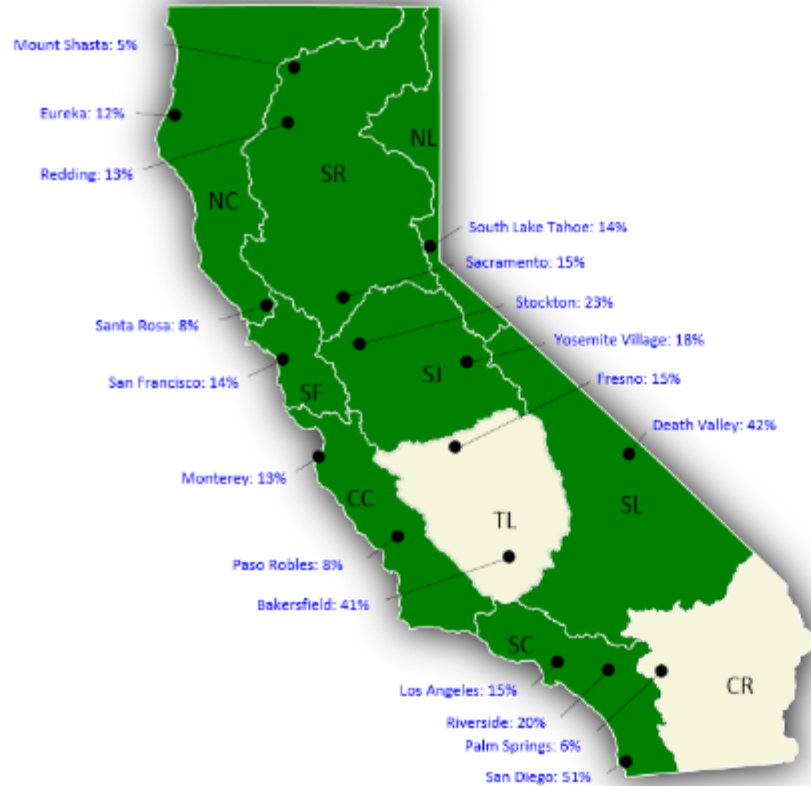 Mount Shasta: 5%
Eureka: 12%
NL
Redding: 13%
SR
NC
South Lake Tahoe: 14%
Sacramento: 15%
Stockton: 23%
Santa Rosa: 8%
Yosemite Village: 18%
San Francisco: 14%
SJ
Fresno: 15%
SF
Death Valley: 42%
Monterey: 13%
CC
SL
TL
Paso Robles: 8%
Bakersfield: 41%
SC
CR
Los Angeles: 15%
Riverside: 20%
Palm Springs: 6%
San Diego: 51%